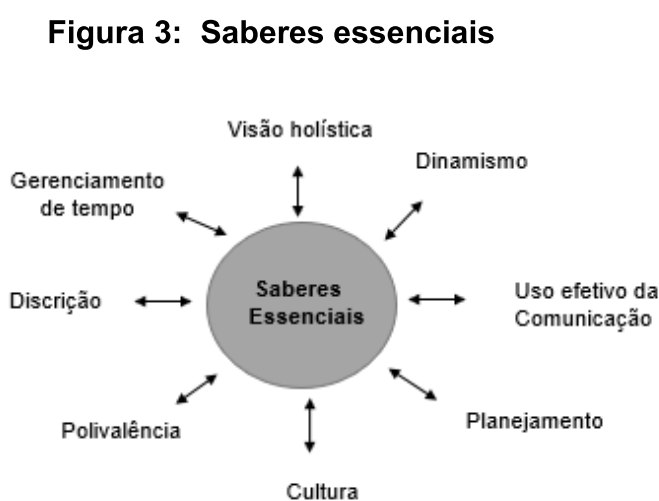 Figura 3: Saberes essenciais
Visão holística
Dinamismo
Gerenciamento
de tempo
Saberes
Essenciais
Discrição
Uso efetivo da
Comunicação
Polivalência
Planejamento
Cultura